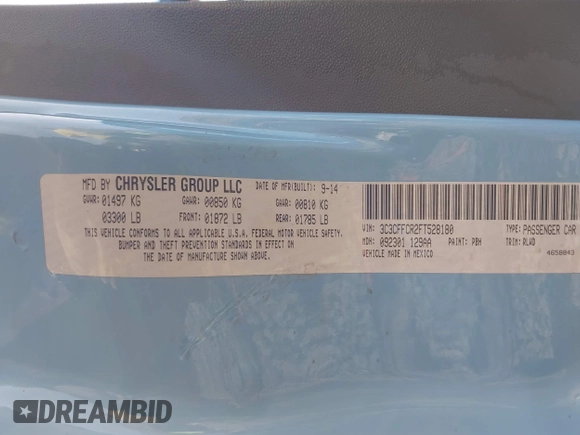 MFD BY CHRYSLER GROUP LLC DATE OF MFR(BUILT): 9-14
GVWR: 01497 KG GAWR: 00850 KG GAWR: 00810 KG
03300 LB FRONT: 01872 LB REAR: 01785 LB
THIS VEHICLE CONFORMS TO ALL APPLICABLE U.S.A. FEDERAL MOTOR VEHICLE SAFETY,
BUMPER AND THEFT PREVENTION STANDARDS IN EFFECT ON
THE DATE OF MANUFACTURE SHOWN ABOVE.
VIN: 3C3CFFCR2FT528180 TYPE: PASSENGER CAR
MDH: 092301 129AA PAINT: PBN TRIM: RLWD
VEHICLE MADE IN MEXICO 4658843
DREAMBID